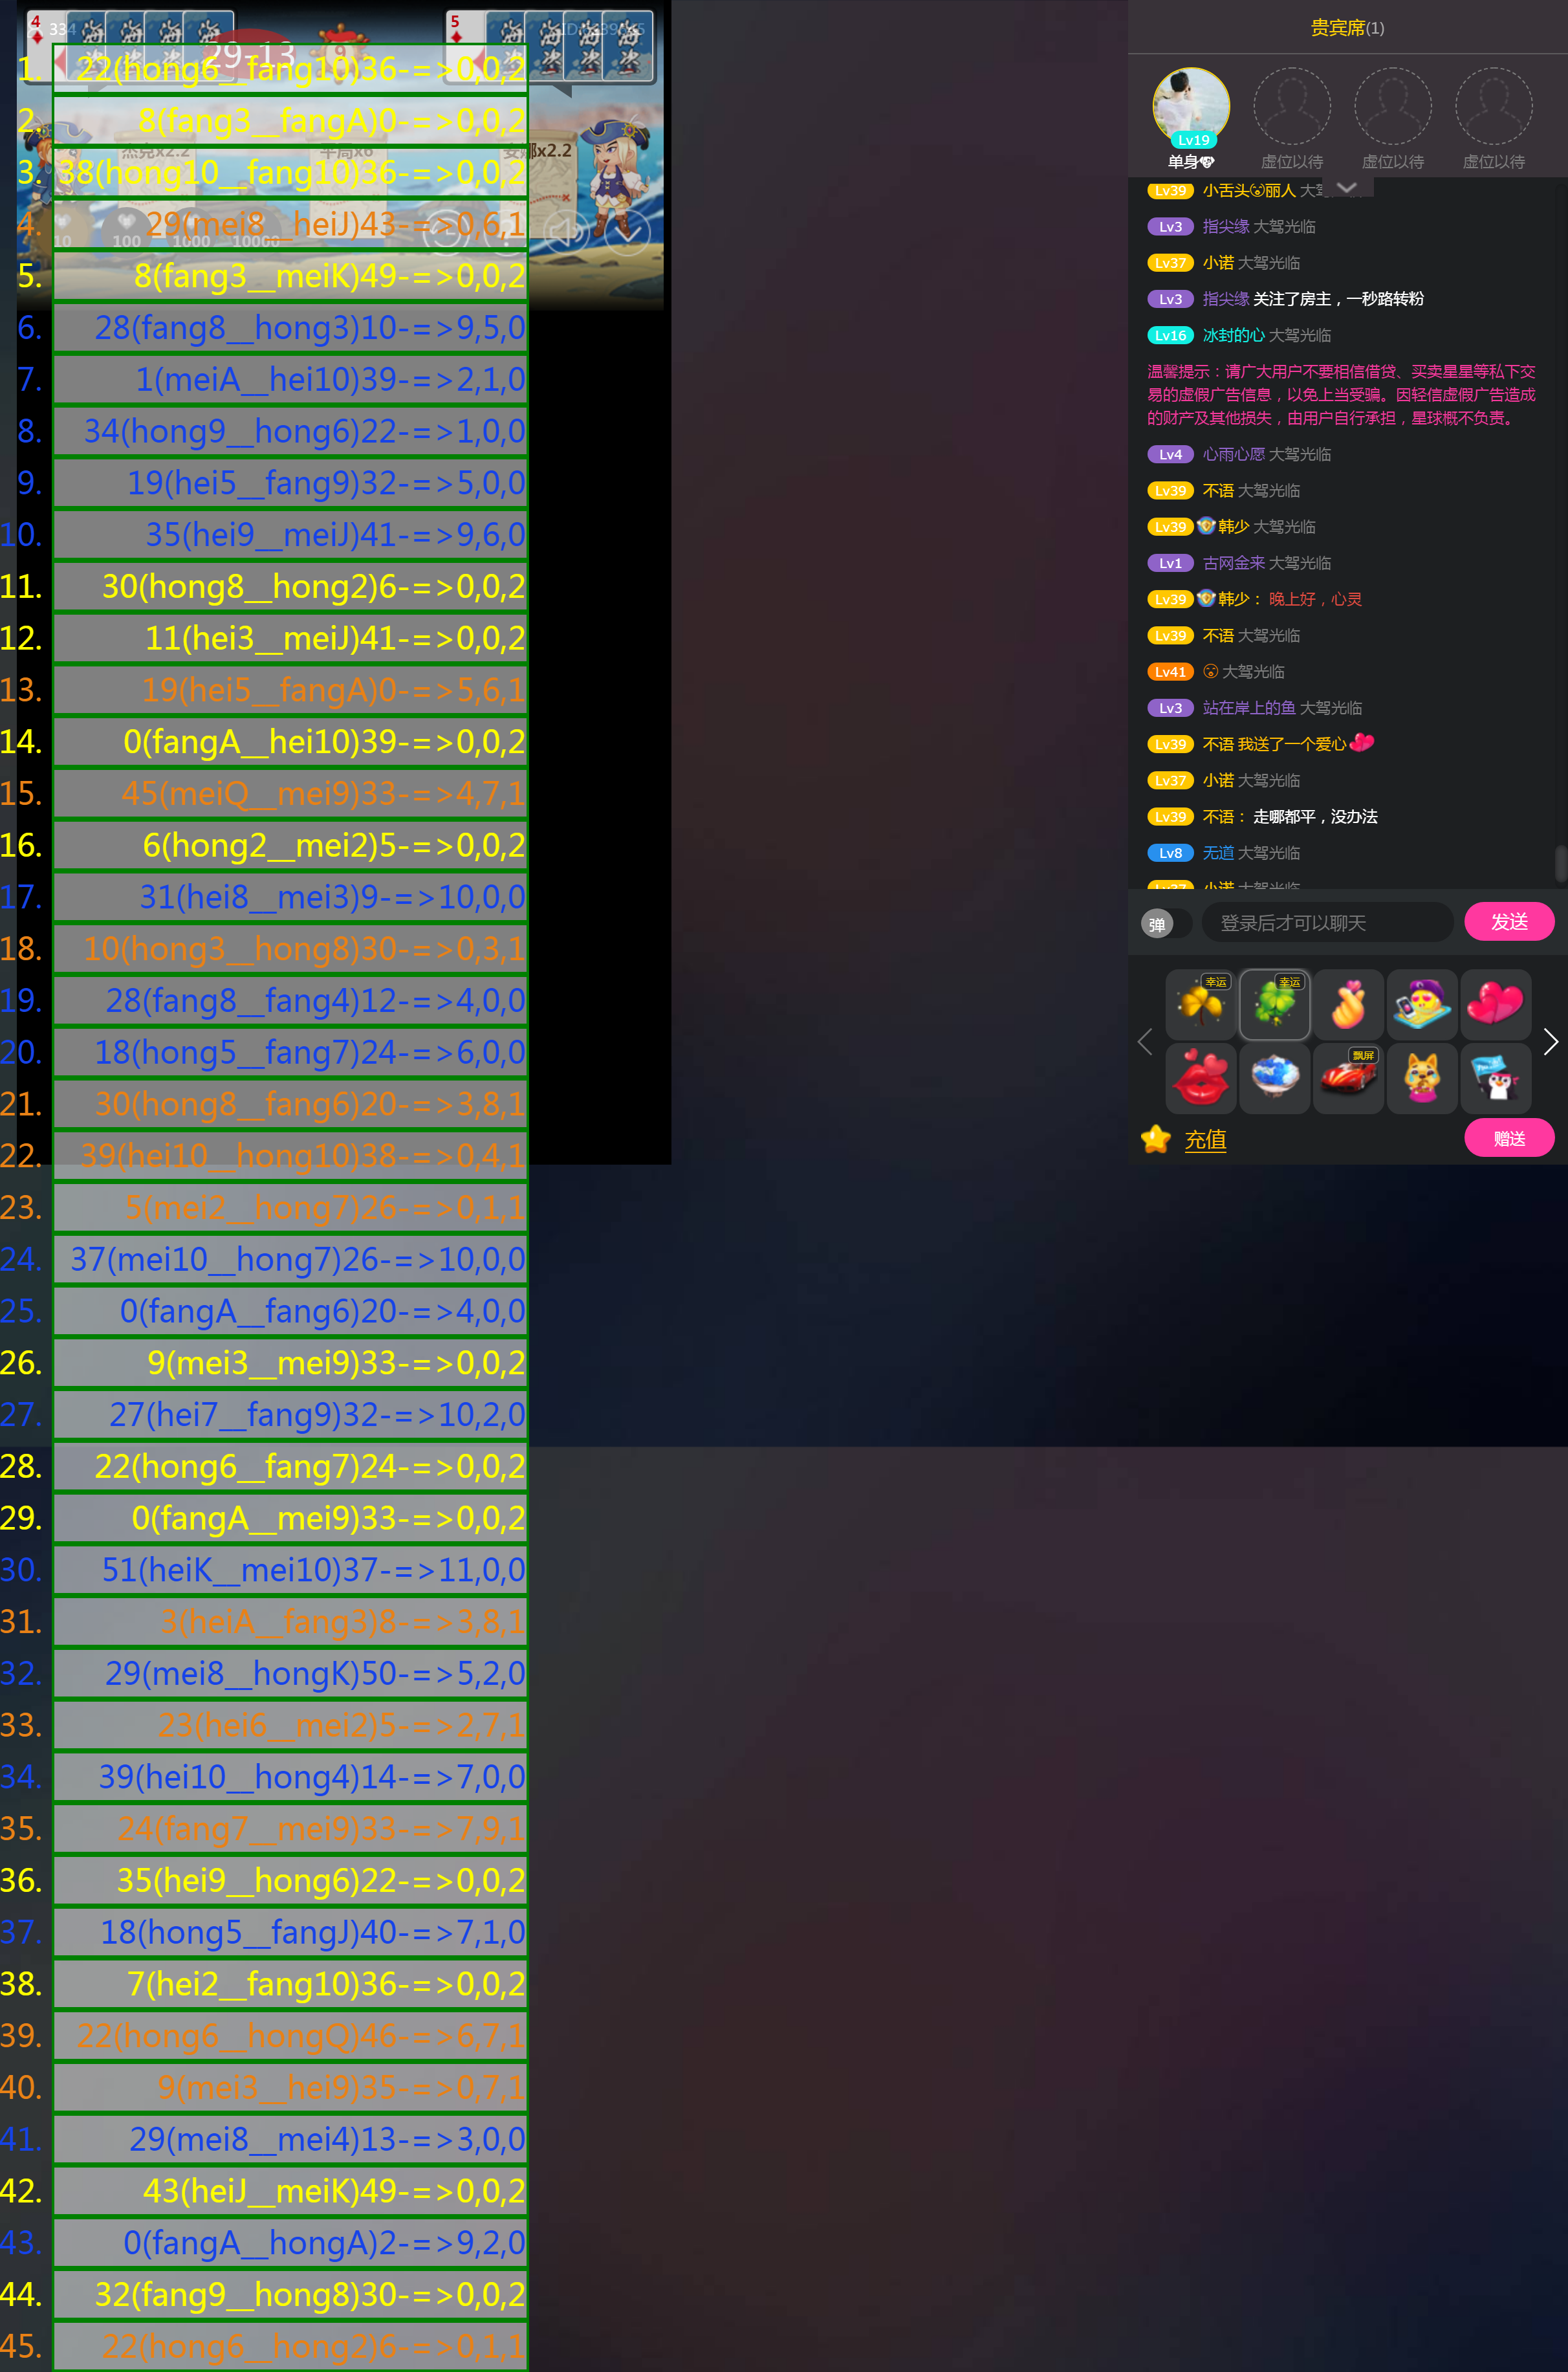 4
334
29-13
9
5
1. 22(hong6__fang10)36-=>0,0,2
2. 8(fang3__fangA)0-=>0,0,2
杰克x2.2
平局x6
x2.2
3. 38(hong10__fang10)36-=>0,0,2
4. 29(mei8__heiJ)43-=>0,6,1
10 100 1000 10000
5. 8(fang3__meiK)49-=>0,0,2
6. 28(fang8__hong3)10-=>9,5,0
7. 1(meiA__hei10)39-=>2,1,0
8. 34(hong9__hong6)22-=>1,0,0
9. 19(hei5__fang9)32-=>5,0,0
10. 35(hei9__meiJ)41-=>9,6,0
11. 30(hong8__hong2)6-=>0,0,2
12. 11(hei3__meiJ)41-=>0,0,2
13. 19(hei5__fangA)0-=>5,6,1
14. 0(fangA__hei10)39-=>0,0,2
15. 45(meiQ__mei9)33-=>4,7,1
16. 6(hong2__mei2)5-=>0,0,2
17. 31(hei8__mei3)9-=>10,0,0
18. 10(hong3__hong8)30-=>0,3,1
19. 28(fang8__fang4)12-=>4,0,0
20. 18(hong5__fang7)24-=>6,0,0
21. 30(hong8__fang6)20-=>3,8,1
22. 39(hei10__hong10)38-=>0,4,1
23. 5(mei2__hong7)26-=>0,1,1
24. 37(mei10__hong7)26-=>10,0,0
25. 0(fangA__fang6)20-=>4,0,0
26. 9(mei3__mei9)33-=>0,0,2
27. 27(hei7__fang9)32-=>10,2,0
28. 22(hong6__fang7)24-=>0,0,2
29. 0(fangA__mei9)33-=>0,0,2
30. 51(heiK__mei10)37-=>11,0,0
31. 3(heiA__fang3)8-=>3,8,1
32. 29(mei8__hongK)50-=>5,2,0
33. 23(hei6__mei2)5-=>2,7,1
34. 39(hei10__hong4)14-=>7,0,0
35. 24(fang7__mei9)33-=>7,9,1
36. 35(hei9__hong6)22-=>0,0,2
37. 18(hong5__fangJ)40-=>7,1,0
38. 7(hei2__fang10)36-=>0,0,2
39. 22(hong6__hongQ)46-=>6,7,1
40. 9(mei3__hei9)35-=>0,7,1
41. 29(mei8__mei4)13-=>3,0,0
42. 43(heiJ__meiK)49-=>0,0,2
43. 0(fangA__hongA)2-=>9,2,0
44. 32(fang9__hong8)30-=>0,0,2
45. 22(hong6__hong2)6-=>0,1,1
贵宾席(1)
Lv19
单身 虚位以待 虚位以待 虚位以待
Lv39 小舌头丽人 大驾
Lv3 指尖缘 大驾光临
Lv37 小诺 大驾光临
Lv3 指尖缘 关注了房主，一秒路转粉
Lv16 冰封的心 大驾光临
温馨提示：请广大用户不要相信借贷、买卖星星等私下交
易的虚假广告信息，以免上当受骗。因轻信虚假广告造成
的财产及其他损失，由用户自行承担，星球概不负责。
Lv4 心雨心愿 大驾光临
Lv39 不语 大驾光临
Lv39 韩少 大驾光临
Lv1 古网金来 大驾光临
Lv39 韩少： 晚上好，心灵
Lv39 不语 大驾光临
Lv41 大驾光临
Lv3 站在岸上的鱼 大驾光临
Lv39 不语 我送了一个爱心
Lv37 小诺 大驾光临
Lv39 不语： 走哪都平，没办法
Lv8 无道 大驾光临
Lv37 小诺 大驾光临
弹 登录后才可以聊天 发送
幸运 幸运
飘屏
充值 赠送